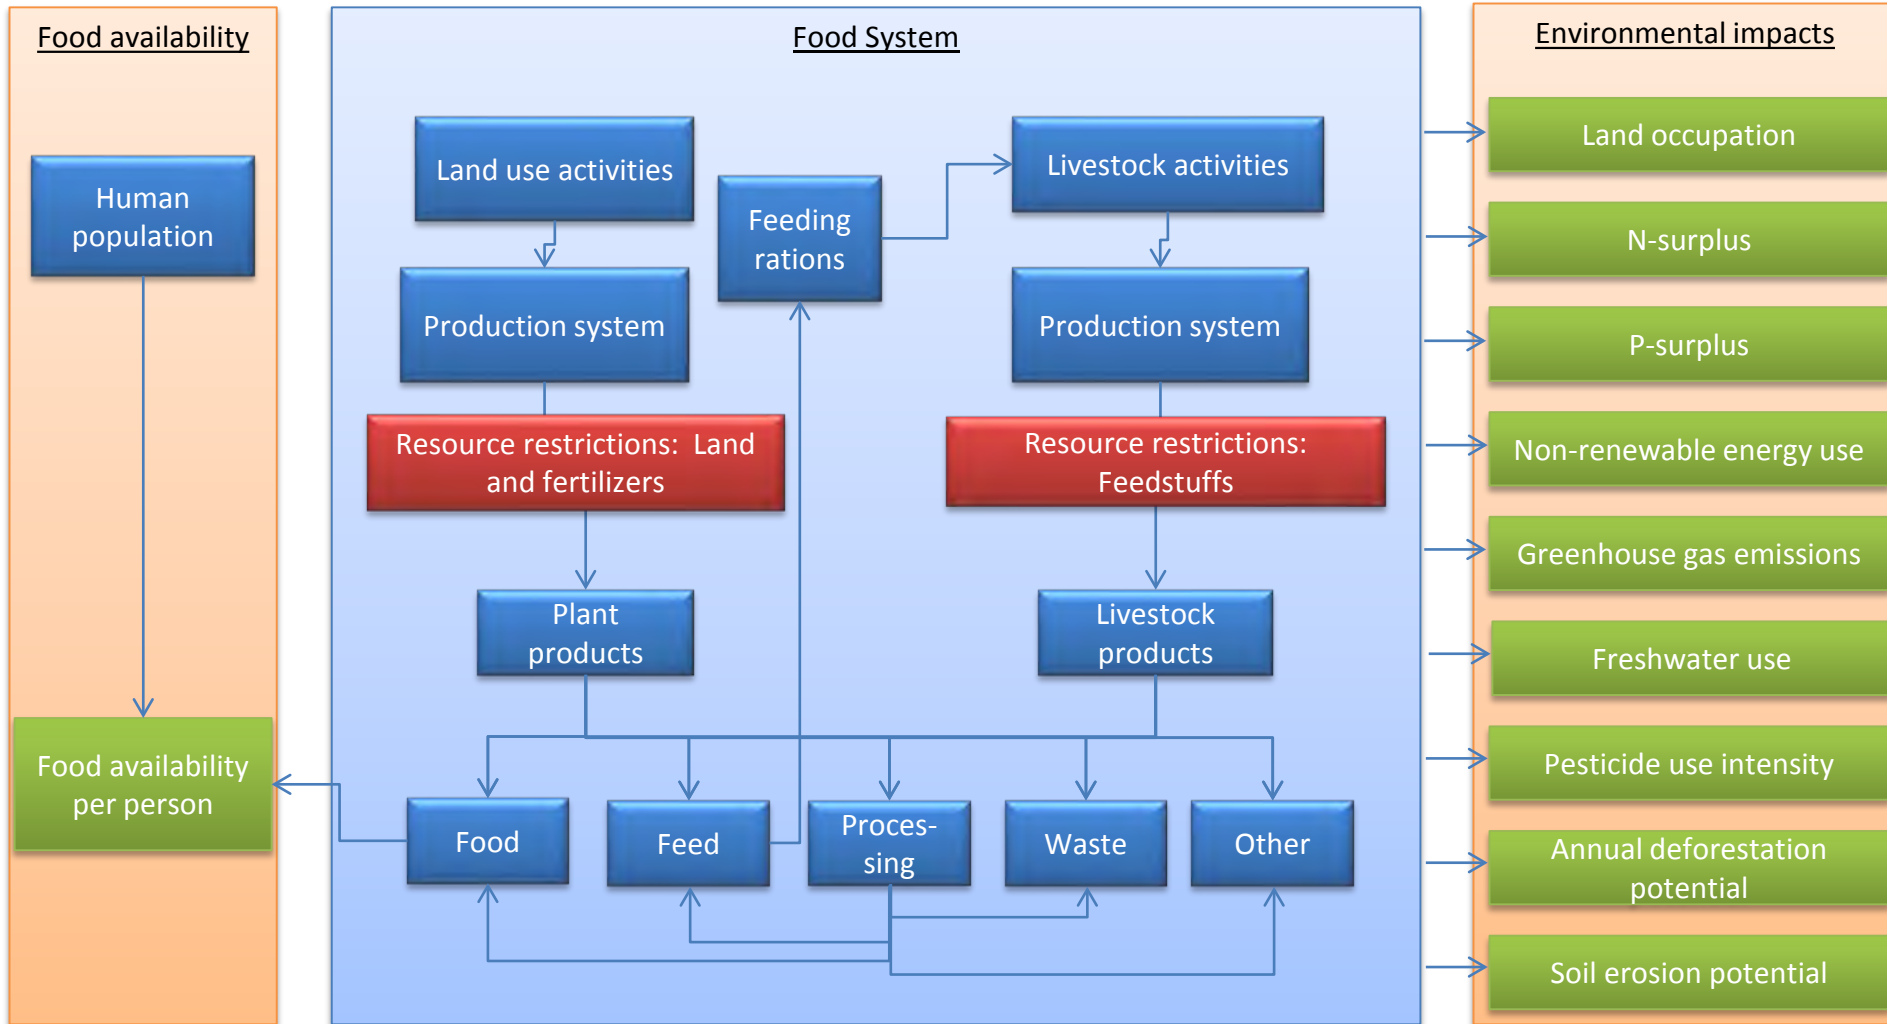 Food availability
Human
population
Food availability
per person
Food System
Land use activities
Production system
Resource restrictions:  Land
and fertilizers
Plant
products
Feeding
rations
Livestock activities
Production system
Resource restrictions:
Feedstuffs
Livestock
products
Food
Feed
Proces-
sing
Waste
Other
Environmental impacts
Land occupation
N-surplus
P-surplus
Non-renewable energy use
Greenhouse gas emissions
Freshwater use
Pesticide use intensity
Annual deforestation
potential
Soil erosion potential